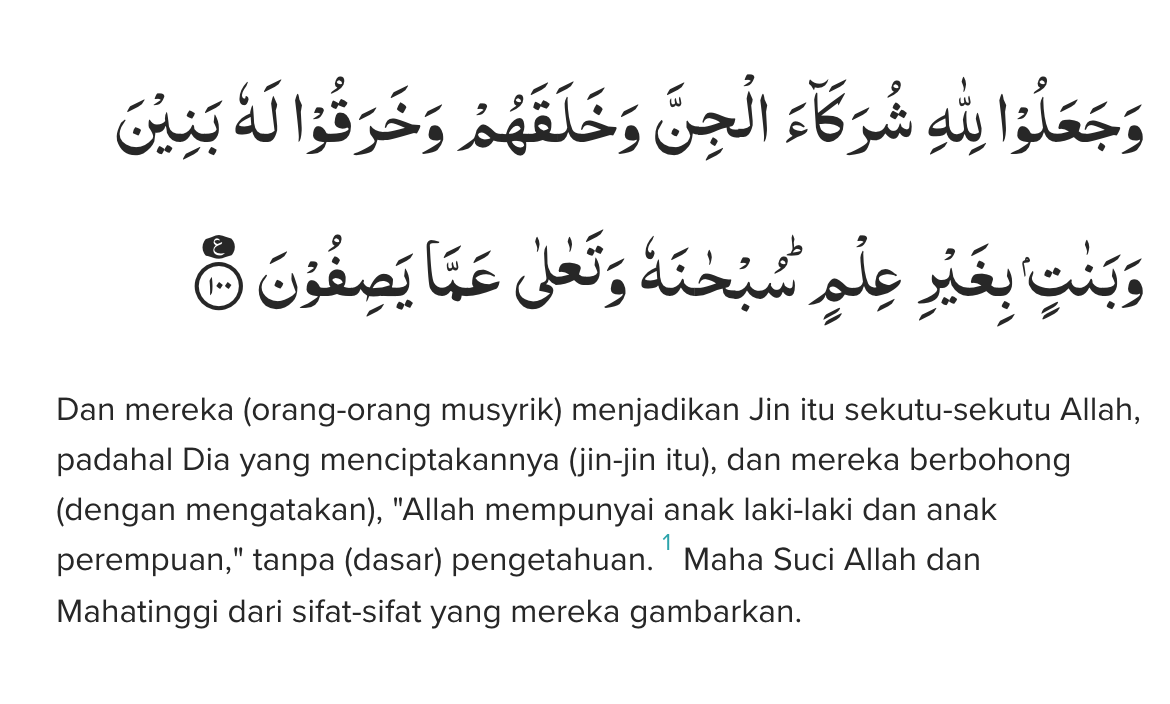 وَجَعَلُوْا لِلّٰهِ شُرَكَاۤءَ الْجِنَّ وَخَلَقَهُمْ وَخَرَقُوْا لَهٗ بَنِيْنَ
وَبَنٰتٍۢ بِغَيْرِ عِلْمٍۗ سُبْحٰنَهٗ وَتَعٰلٰى عَمَّا يَصِفُوْنَ ࣖ ١٠٠
Dan mereka (orang-orang musyrik) menjadikan Jin itu sekutu-sekutu Allah,
padahal Dia yang menciptakannya (jin-jin itu), dan mereka berbohong
(dengan mengatakan), "Allah mempunyai anak laki-laki dan anak
perempuan," tanpa (dasar) pengetahuan. 1 Maha Suci Allah dan
Mahatinggi dari sifat-sifat yang mereka gambarkan.